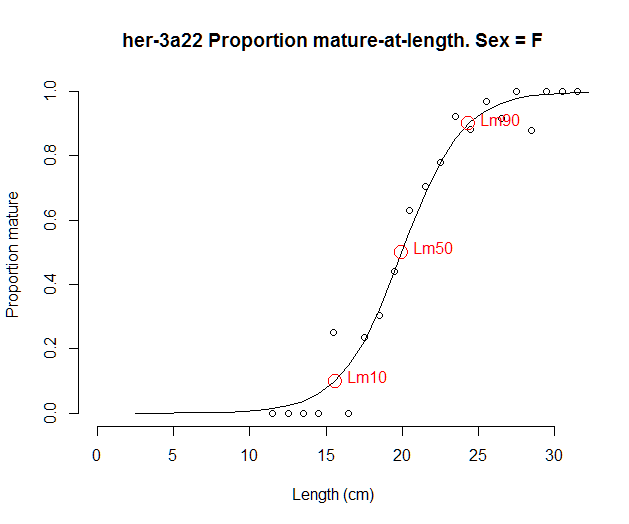 her-3a22 Proportion mature-at-length. Sex = F
Proportion mature
1.0
0.8
0.6
0.4
0.2
0.0
Lm90
Lm50
Lm10
0 5 10 15 20 25 30
Length (cm)